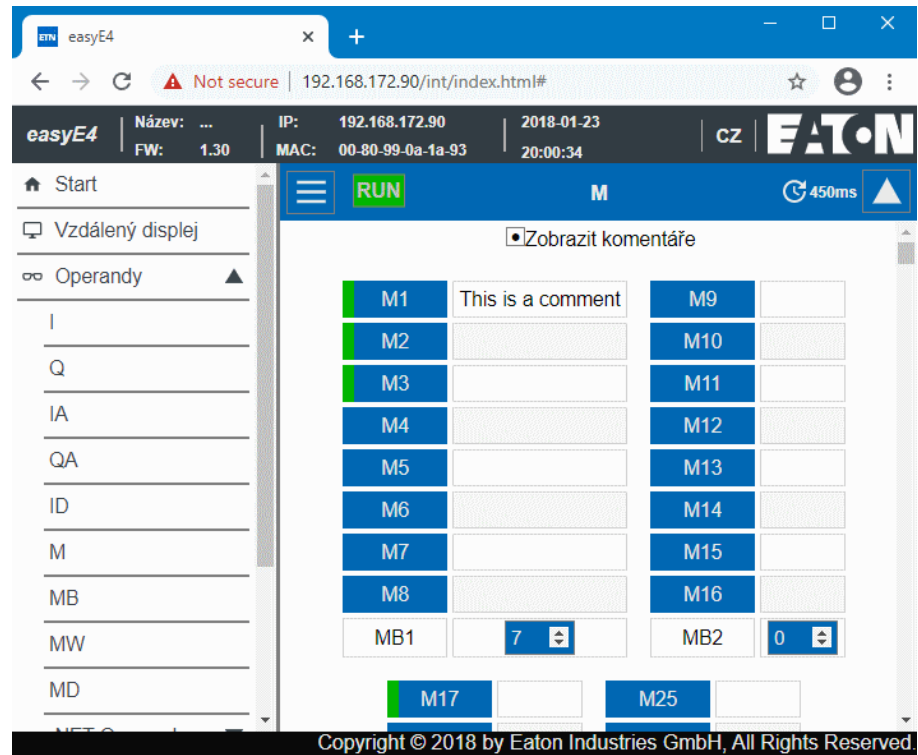 ETN easyE4
Not secure 192.168.172.90/int/index.html#
easyE4 Název: ... IP: 192.168.172.90 2018-01-23 CZ EATON
FW: 1.30 MAC: 00-80-99-0a-1a-93 20:00:34
Start
Vzdálený displej
Operandy
I
Q
IA
QA
ID
M
MB
MW
MD
RUN M 450ms
Zobrazit komentáře
M1 This is a comment M9
M2 M10
M3 M11
M4 M12
M5 M13
M6 M14
M7 M15
M8 M16
MB1 7 MB2 0
M17 M25
Copyright © 2018 by Eaton Industries GmbH, All Rights Reserved.